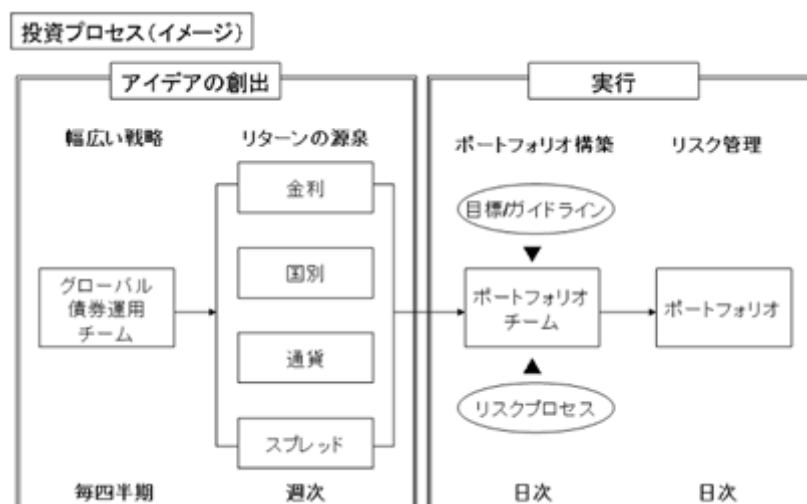 投資プロセス(イメージ)
アイデアの創出
実行
幅広い戦略
リターンの源泉
ポートフォリオ構築
リスク管理
金利
国別
通貨
スプレッド
グローバル
債券運用
チーム
目標/ガイドライン
▼
ポートフォリオ
チーム
▲
リスクプロセス
ポートフォリオ
毎四半期
週次
日次
日次